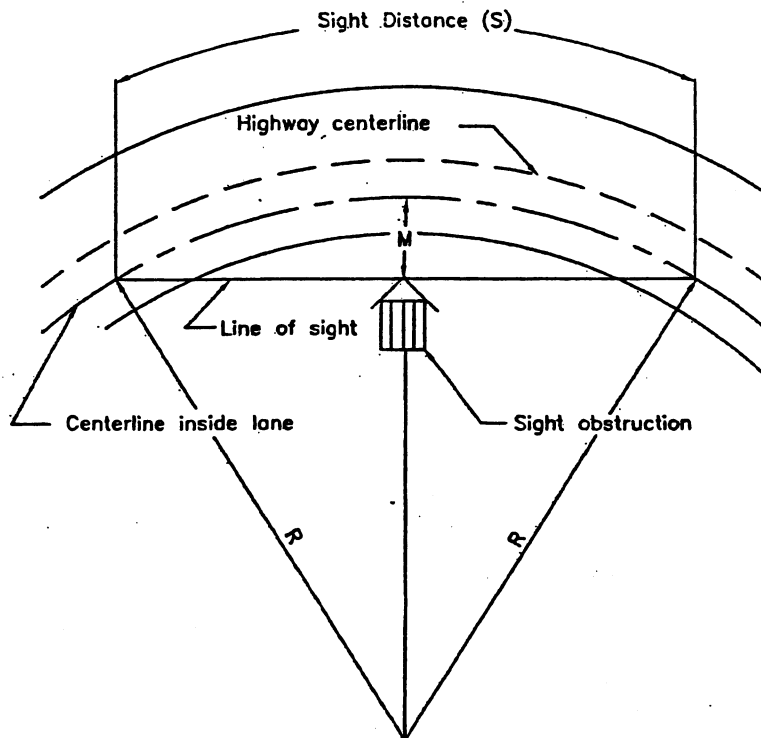 Sight Distance (S)
Highway centerline
M
Line of sight
Centerline inside lane
Sight obstruction
R
R